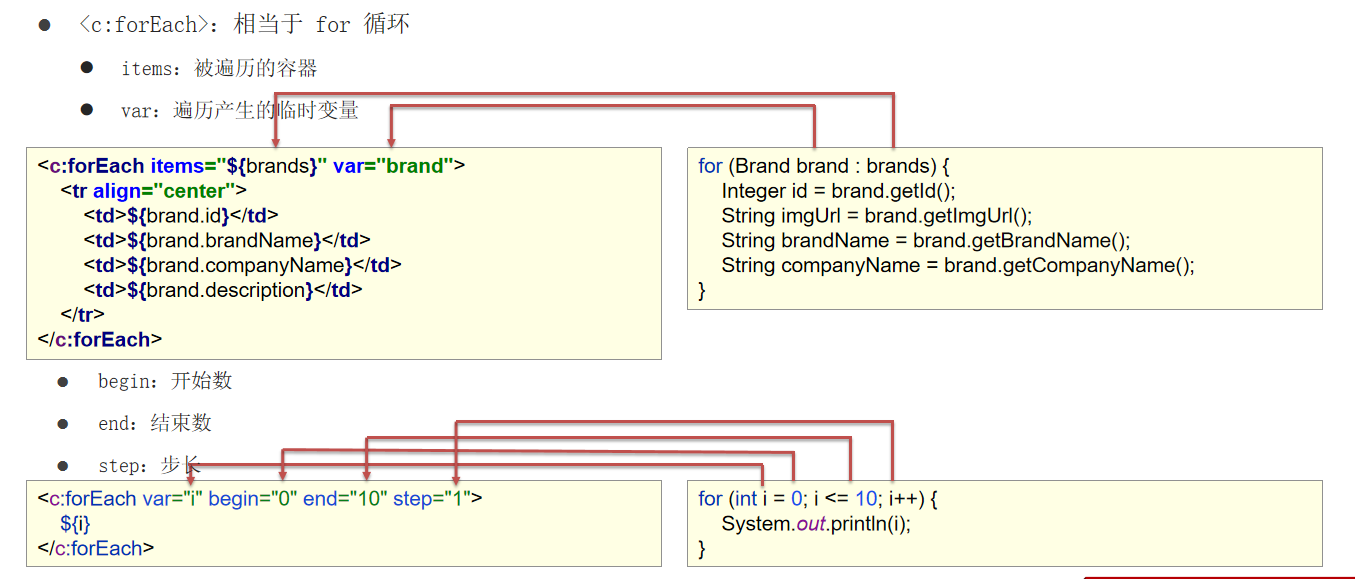 ● <c:forEach>: 相当于 for 循环
● items: 被遍历的容器
● var: 遍历产生的临时变量
<c:forEach items="${brands}" var="brand">
<tr align="center">
<td>${brand.id}</td>
<td>${brand.brandName}</td>
<td>${brand.companyName}</td>
<td>${brand.description}</td>
</tr>
</c:forEach>
for (Brand brand : brands) {
Integer id = brand.getId();
String imgUrl = brand.getImgUrl();
String brandName = brand.getBrandName();
String companyName = brand.getCompanyName();
}
● begin: 开始数
● end: 结束数
● step: 步长
<c:forEach var="i" begin="0" end="10" step="1">
${i}
</c:forEach>
for (int i = 0; i <= 10; i++) {
System.out.println(i);
}